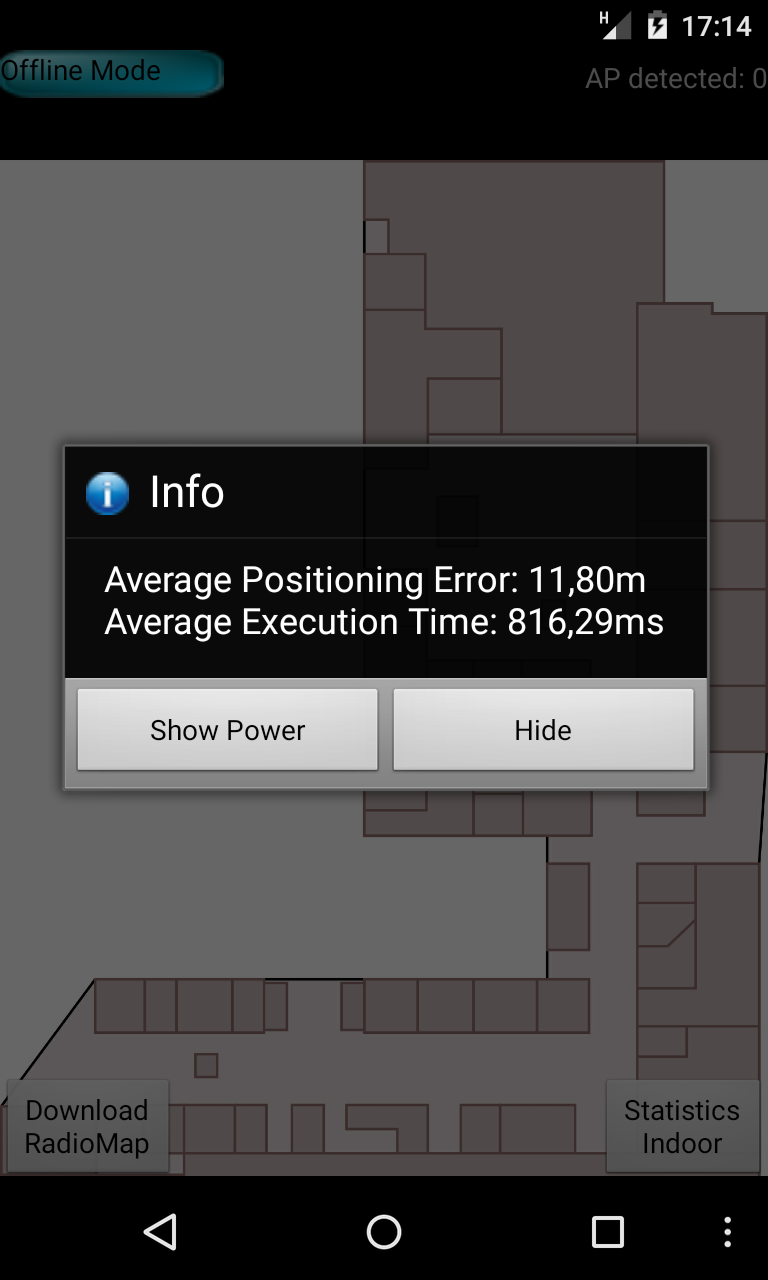 H 17:14
Offline Mode
AP detected: 0
Info
Average Positioning Error: 11,80m
Average Execution Time: 816,29ms
Show Power
Hide
Download
RadioMap
Statistics
Indoor